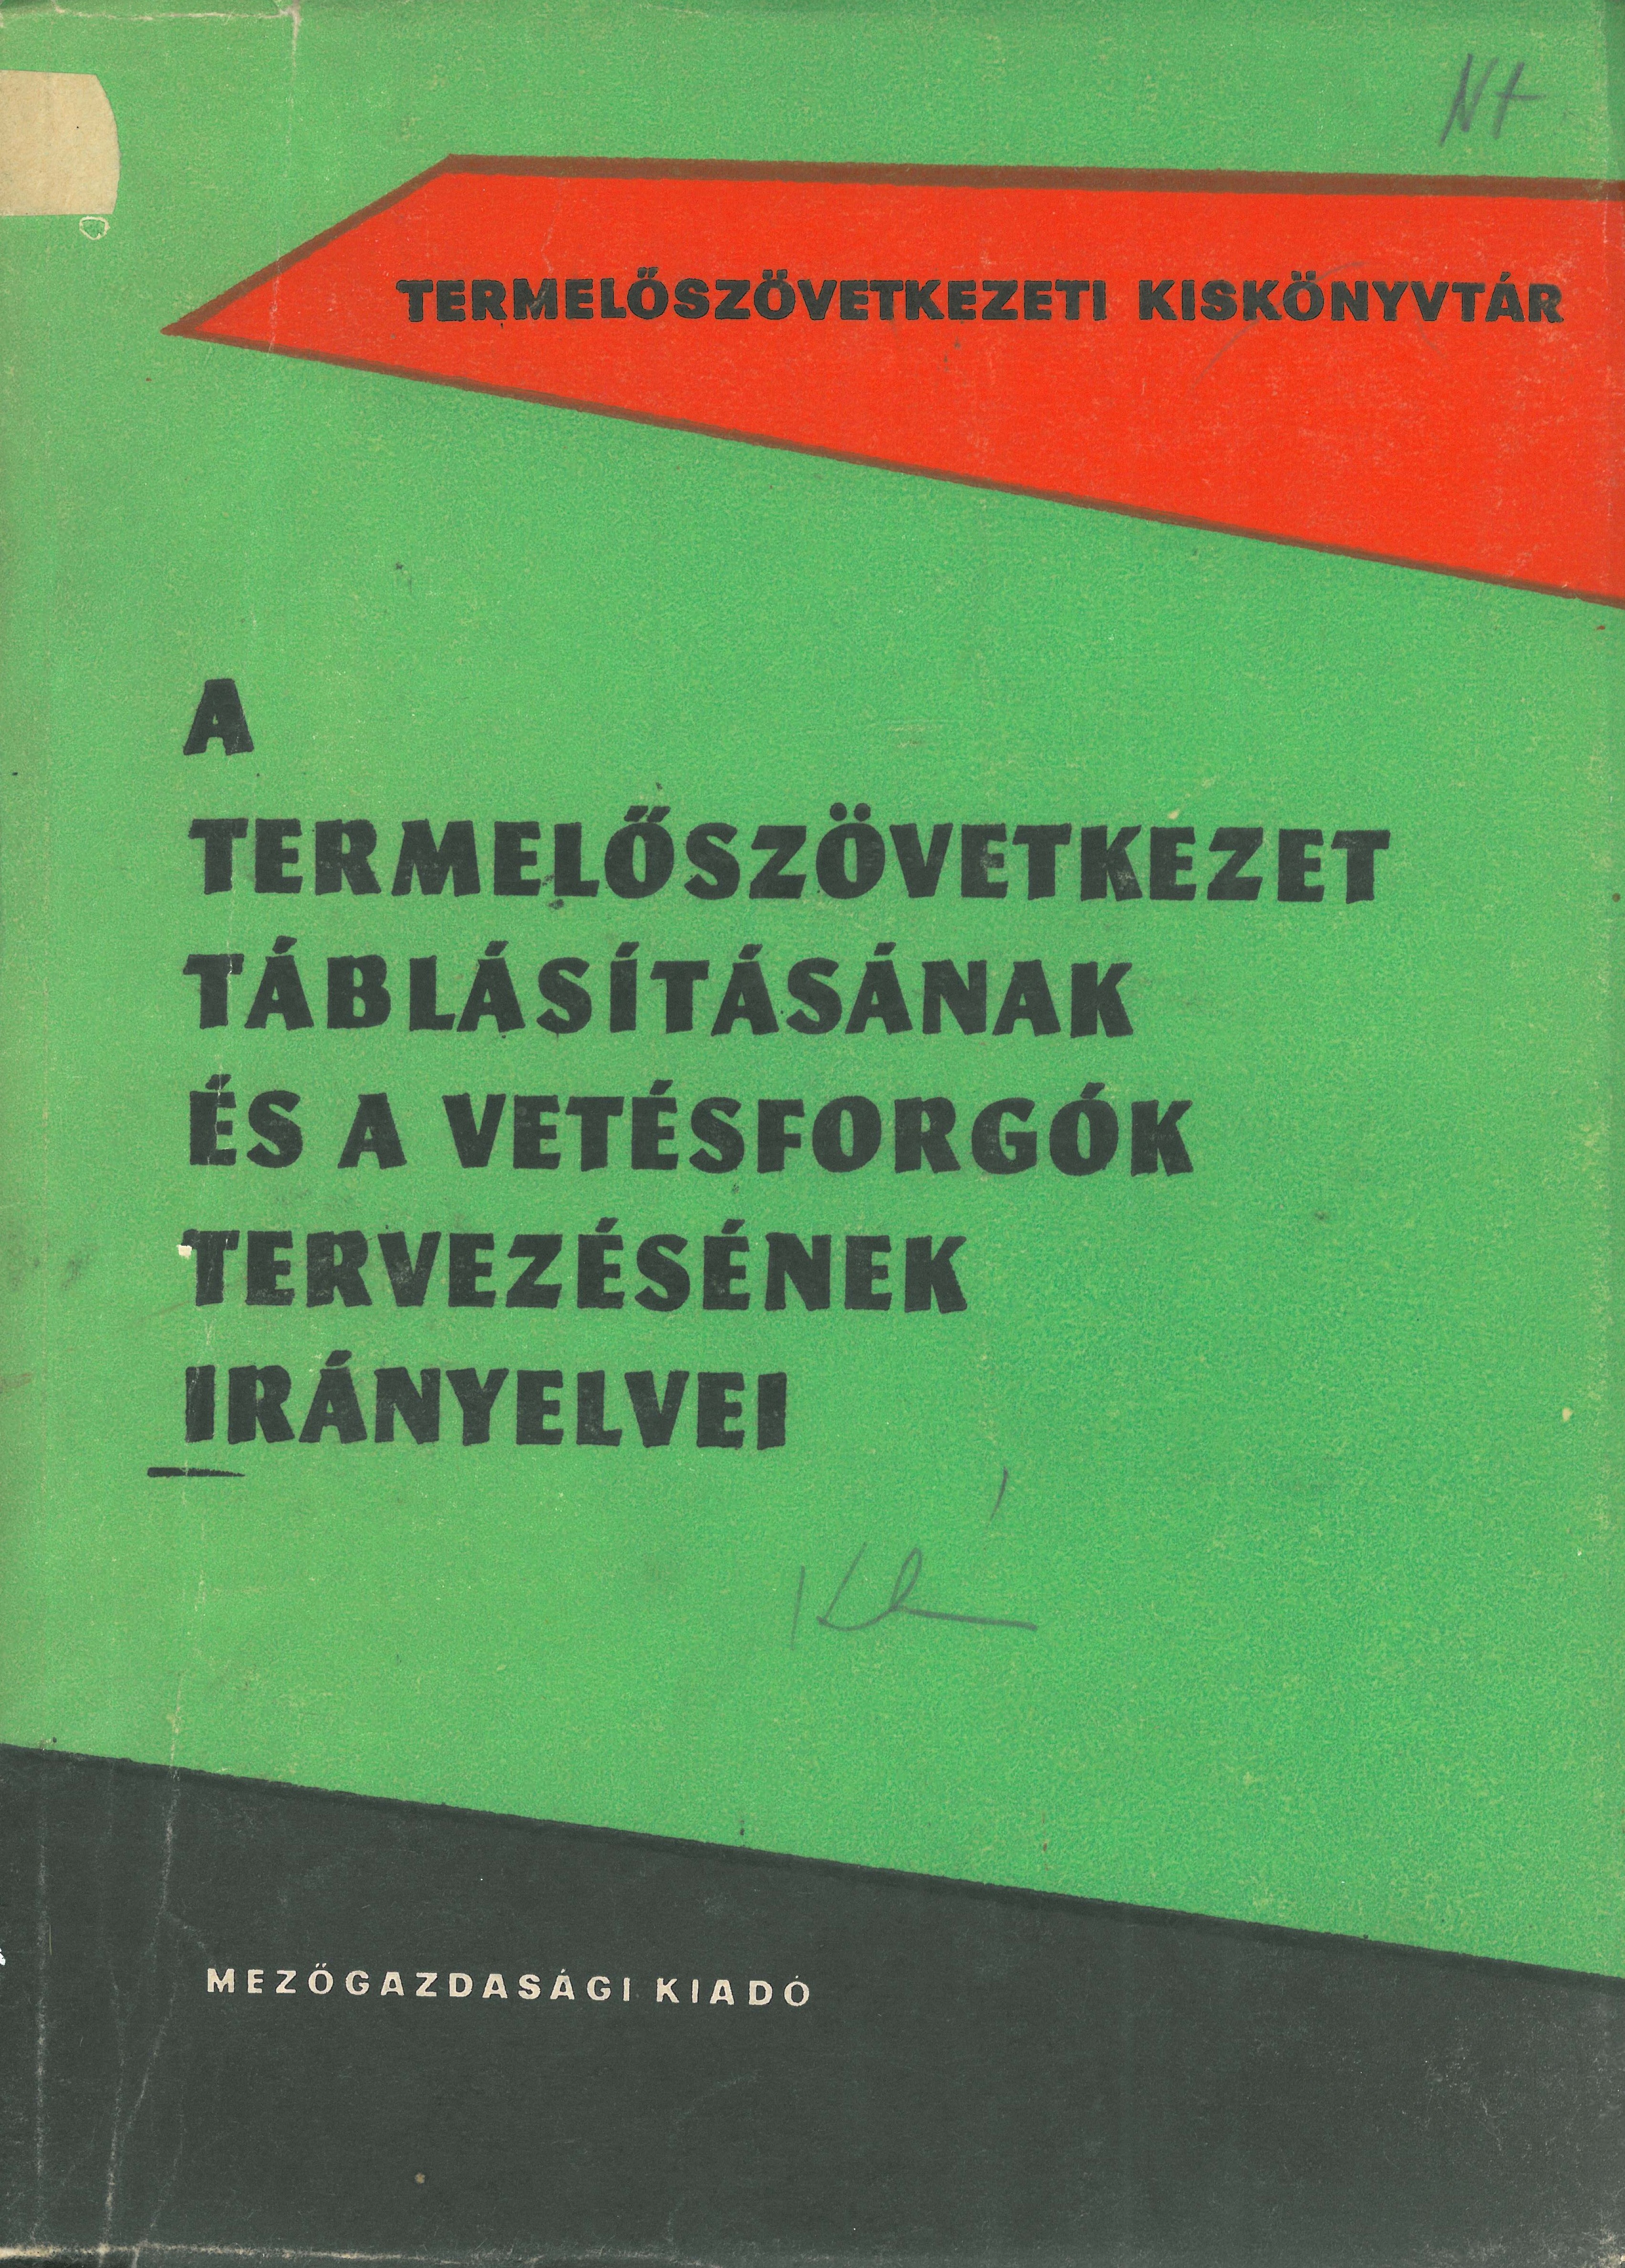 TERMELŐSZÖVETKEZETI KISKÖNYVTÁR
A
TERMELŐSZÖVETKEZET
TÁBLÁSÍTÁSÁNAK
ÉS A VETÉSFORGÓK
TERVEZÉSÉNEK
IRÁNYELVEI
MEZŐGAZDASÁGI KIADÓ